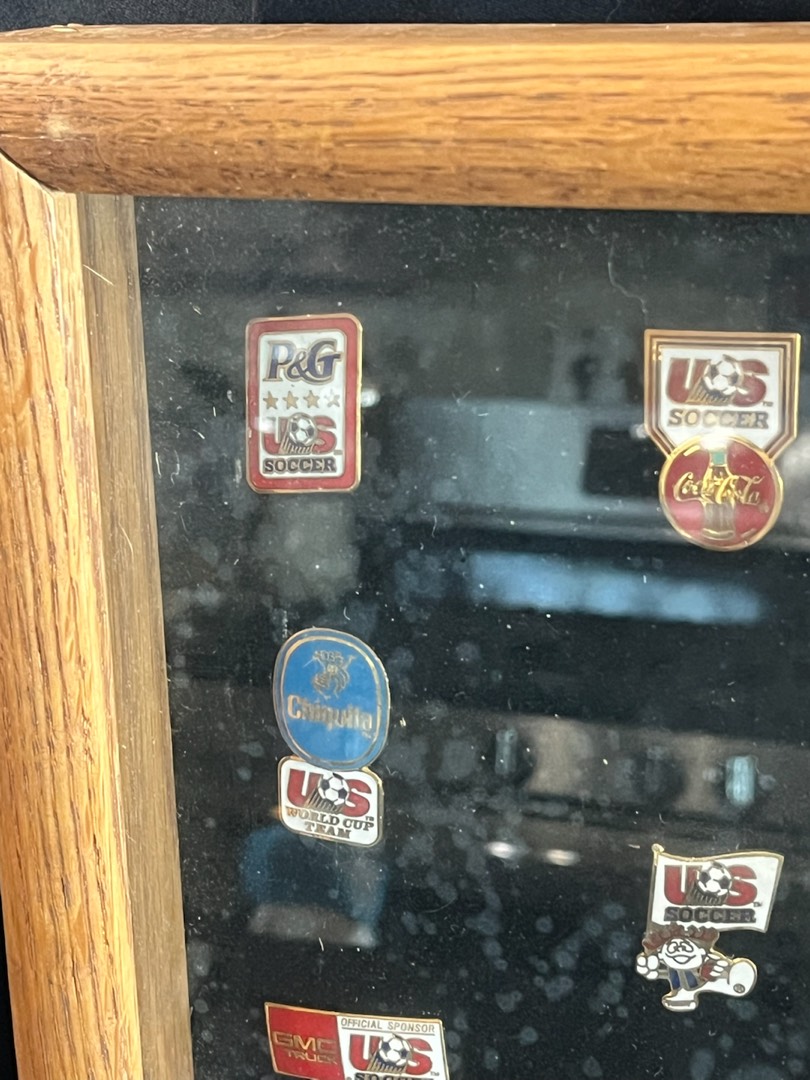 P&G
US
SOCCER
US
SOCCER
Coca-Cola
Chiquita
US
WORLD CUP
TEAM
US
SOCCER
GMC
TRUCK
OFFICIAL SPONSOR
US